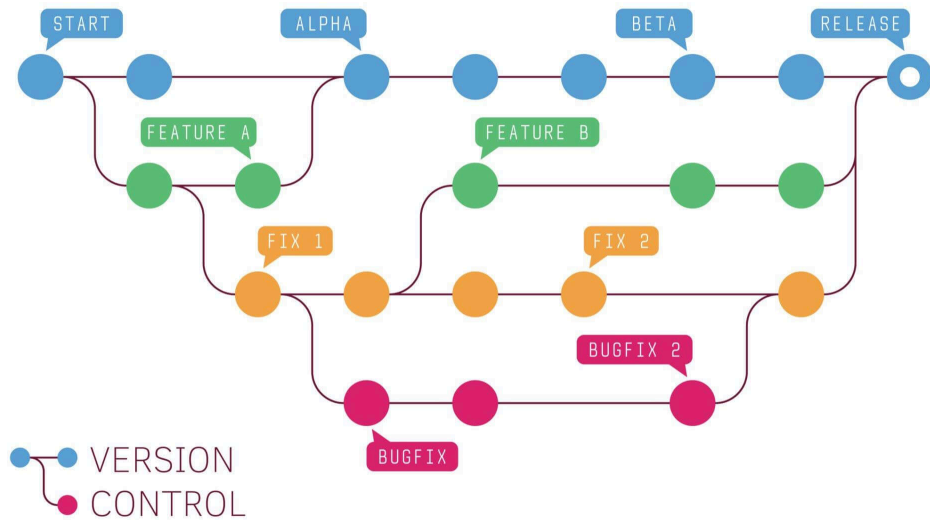 START
ALPHA
BETA
RELEASE
FEATURE A
FEATURE B
FIX 1
FIX 2
BUGFIX 2
BUGFIX
VERSION
CONTROL